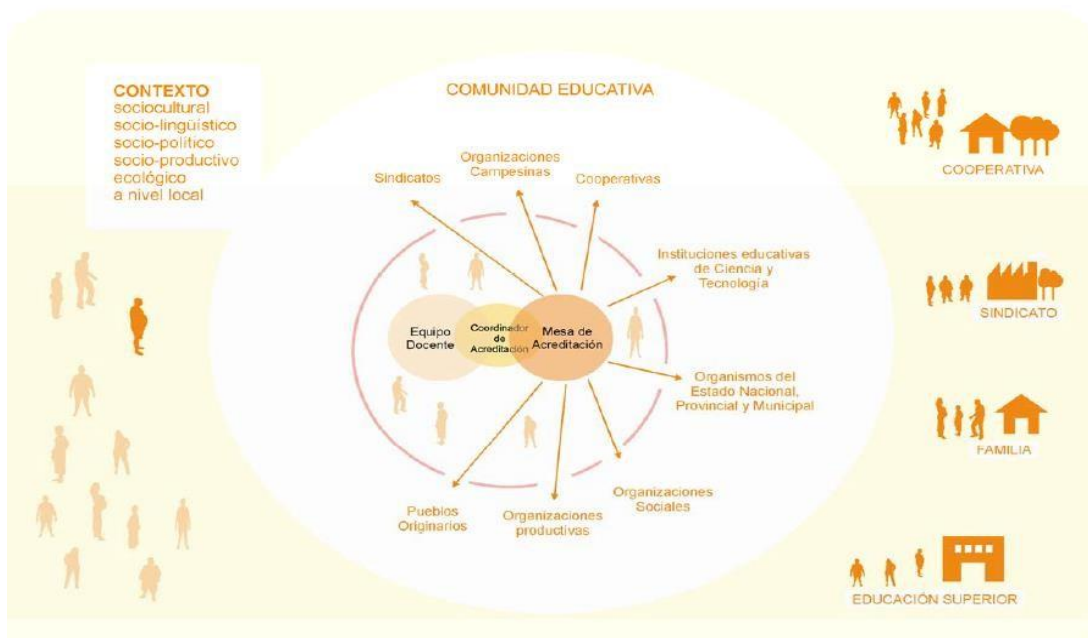 CONTEXTO
sociocultural
socio-lingüístico
socio-político
socio-productivo
ecológico
a nivel local
COMUNIDAD EDUCATIVA
Sindicatos
Organizaciones
Campesinas
Cooperativas
Instituciones educativas
de Ciencia y
Tecnología
Equipo
Docente
Coordinador
de
Acreditación
Mesa de
Acreditación
Organismos del
Estado Nacional,
Provincial y Municipal
Organizaciones
Sociales
Organizaciones
productivas
Pueblos
Originarios
COOPERATIVA
SINDICATO
FAMILIA
EDUCACIÓN SUPERIOR